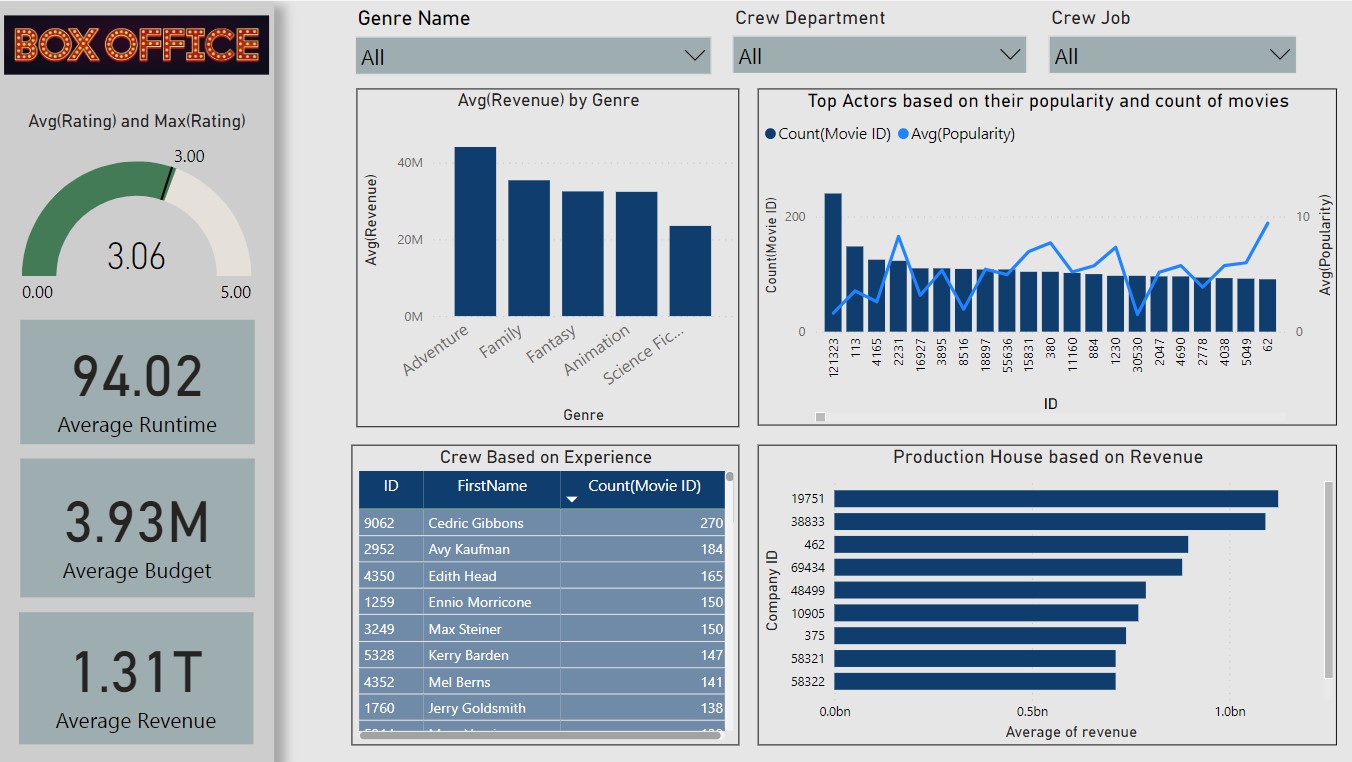 BOX OFFICE
Avg(Rating) and Max(Rating)
3.00
3.06
0.00 5.00
94.02
Average Runtime
3.93M
Average Budget
1.31T
Average Revenue
Genre Name
All
Crew Department
All
Crew Job
All
Avg(Revenue) by Genre
Avg(Revenue)
40M
20M
0M
Adventure
Family
Fantasy
Animation
Science Fic...
Genre
Top Actors based on their popularity and count of movies
Count(Movie ID) Avg(Popularity)
Count(Movie ID)
200
0
10
0
Avg(Popularity)
121323
113
4165
2231
16927
3895
8516
18897
55636
15831
380
11160
884
1230
30530
2047
4690
2778
4038
5049
62
ID
Crew Based on Experience
ID FirstName Count(Movie ID)
9062 Cedric Gibbons 270
2952 Avy Kaufman 184
4350 Edith Head 165
1259 Ennio Morricone 150
3249 Max Steiner 150
5328 Kerry Barden 147
4352 Mel Berns 141
1760 Jerry Goldsmith 138
Production House based on Revenue
Company ID
19751
38833
462
69434
48499
10905
375
58321
58322
0.0bn 0.5bn 1.0bn
Average of revenue